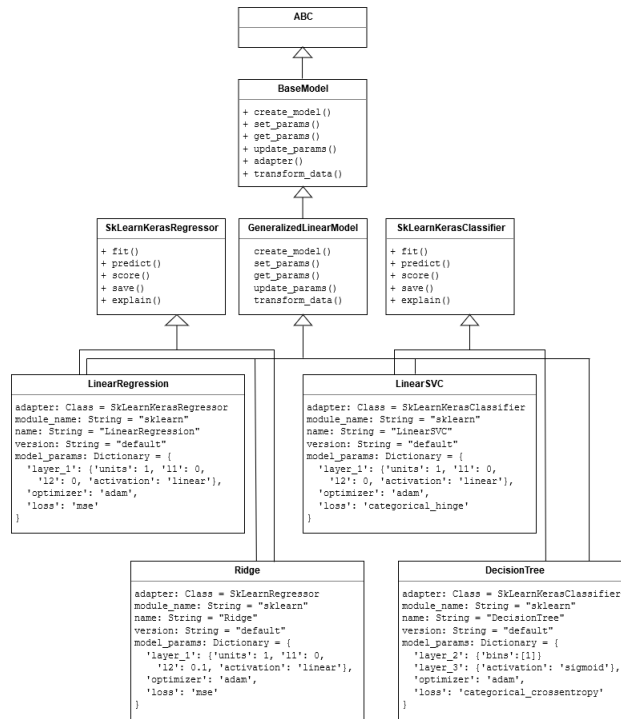 ABC
BaseModel
+ create_model()
+ set_params()
+ get_params()
+ update_params()
+ adapter()
+ transform_data()
SkLearnKerasRegressor
+ fit()
+ predict()
+ score()
+ save()
+ explain()
GeneralizedLinearModel
create_model()
set_params()
get_params()
update_params()
transform_data()
SkLearnKerasClassifier
+ fit()
+ predict()
+ score()
+ save()
+ explain()
LinearRegression
adapter: Class = SkLearnKerasRegressor
module_name: String = "sklearn"
name: String = "LinearRegression"
version: String = "default"
model_params: Dictionary = {
'layer_1': {'units': 1, 'l1': 0,
'l2': 0, 'activation': 'linear'},
'optimizer': 'adam',
'loss': 'mse'
}
LinearSVC
adapter: Class = SkLearnKerasClassifier
module_name: String = "sklearn"
name: String = "LinearSVC"
version: String = "default"
model_params: Dictionary = {
'layer_1': {'units': 1, 'l1': 0,
'l2': 0, 'activation': 'linear'},
'optimizer': 'adam',
'loss': 'categorical_hinge'
}
Ridge
adapter: Class = SkLearnRegressor
module_name: String = "sklearn"
name: String = "Ridge"
version: String = "default"
model_params: Dictionary = {
'layer_1': {'units': 1, 'l1': 0,
'l2': 0.1, 'activation': 'linear'},
'optimizer': 'adam',
'loss': 'mse'
}
DecisionTree
adapter: Class = SkLearnKerasClassifier
module_name: String = "sklearn"
name: String = "DecisionTree"
version: String = "default"
model_params: Dictionary = {
'layer_2': {'bins':[1]}
'layer_3': {'activation': 'sigmoid'},
'optimizer': 'adam',
'loss': 'categorical_crossentropy'
}